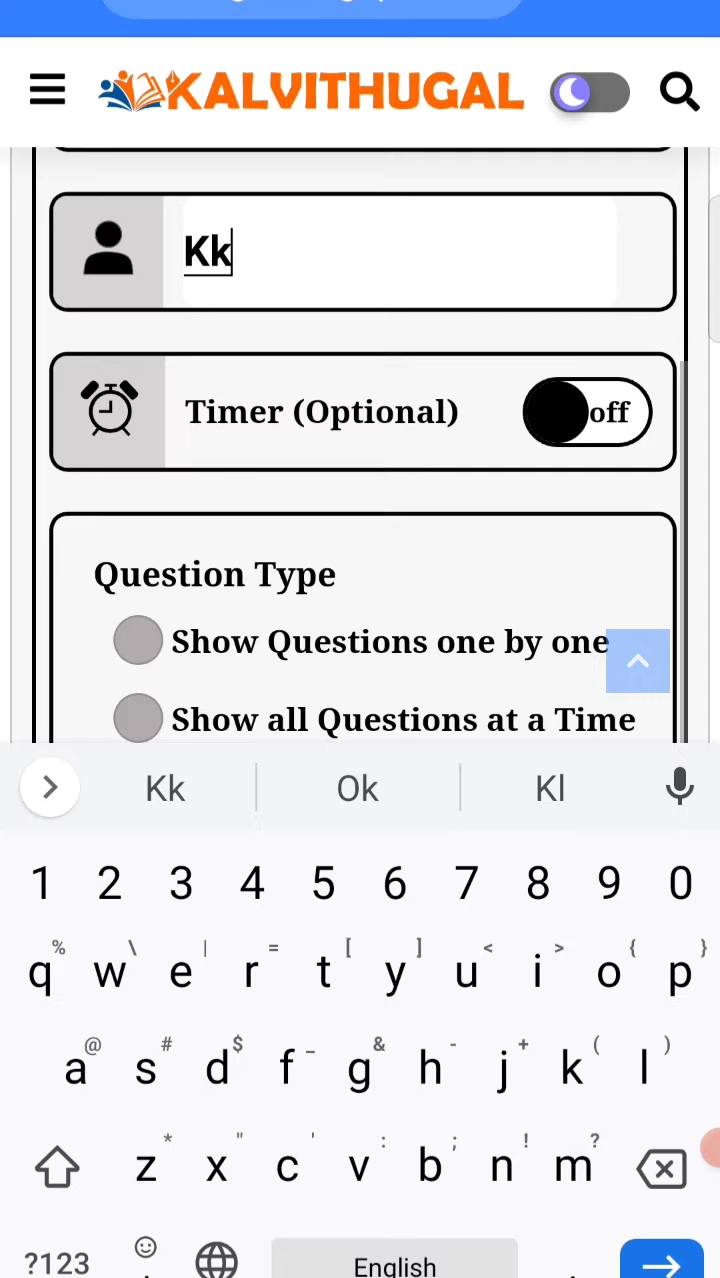 KALVITHUGAL
Kk
Timer (Optional)
off
Question Type
Show Questions one by one
Show all Questions at a Time
Kk Ok Kl
1 2 3 4 5 6 7 8 9 0
% \ | = [ ] < > { }
q w e r t y u i o p
@ # $ _ & - + ( )
a s d f g h j k l
* " ' : ; ! ?
z x c v b n m
?123 English